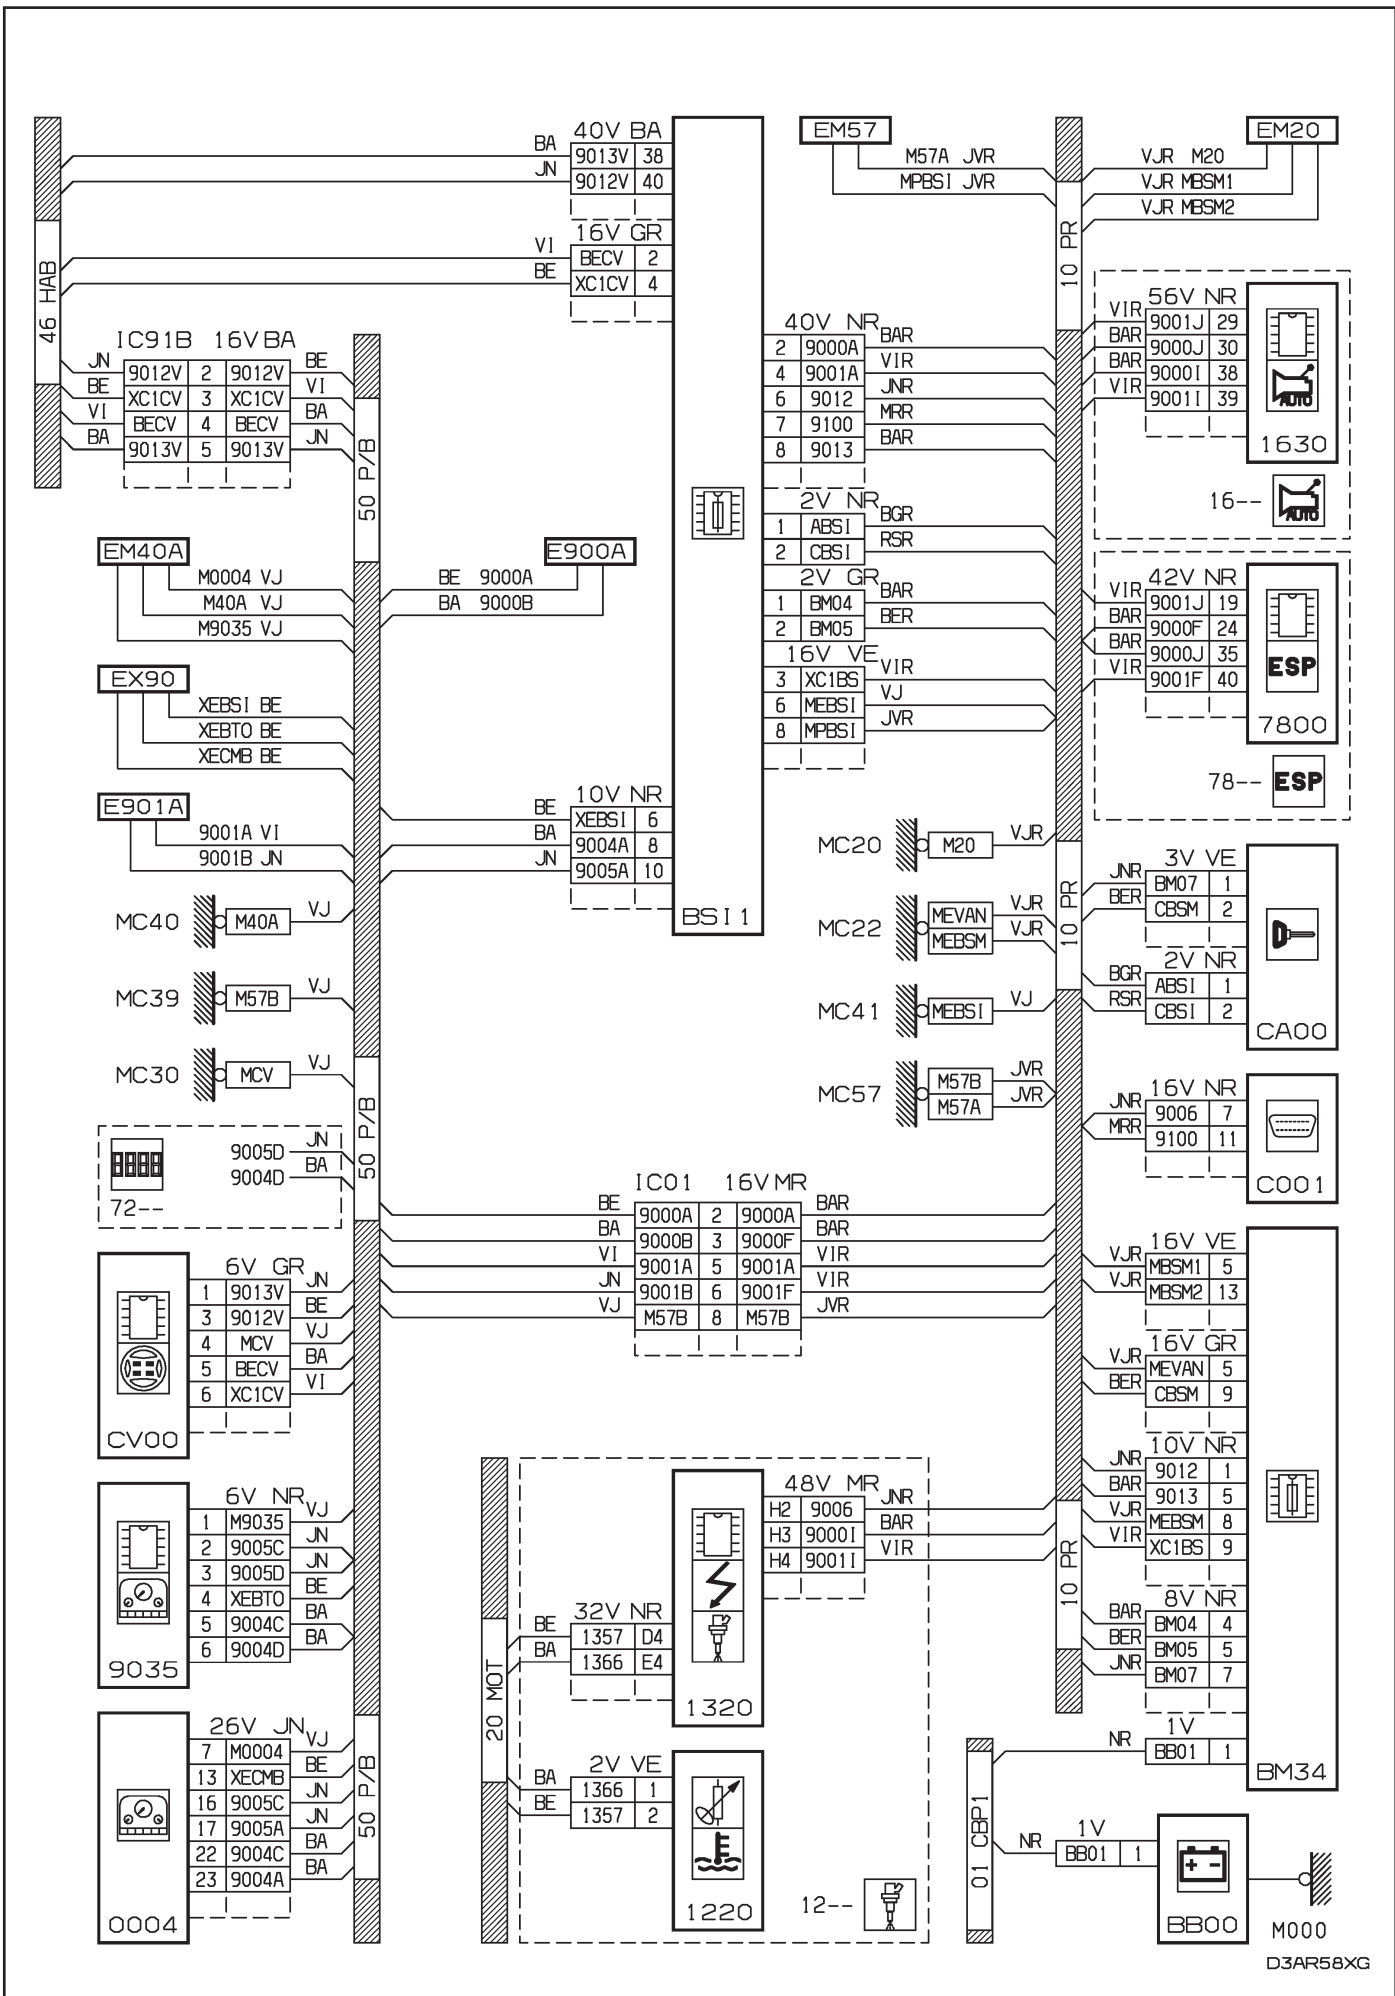 46 HAB
BA
JN
40V BA
9013V 38
9012V 40
VI
BE
16V GR
BECV 2
XC1CV 4
IC91B 16V BA
JN 9012V 2 9012V BE
BE XC1CV 3 XC1CV VI
VI BECV 4 BECV BA
BA 9013V 5 9013V JN
50 P/B
EM40A
M0004 VJ
M40A VJ
M9035 VJ
E900A
BE 9000A
BA 9000B
EX90
XEBSI BE
XEBTO BE
XECMB BE
E901A
9001A VI
9001B JN
10V NR
BE XEBSI 6
BA 9004A 8
JN 9005A 10
BSI1
MC40 M40A VJ
MC39 M57B VJ
MC30 MCV VJ
50 P/B
9005D JN
9004D BA
72--
CV00
6V GR
1 9013V JN
3 9012V BE
4 MCV VJ
5 BECV BA
6 XC1CV VI
9035
6V NR
1 M9035 VJ
2 9005C JN
3 9005D JN
4 XEBTO BE
5 9004C BA
6 9004D BA
0004
26V JN
7 M0004 VJ
13 XECMB BE
16 9005C JN
17 9005A JN
22 9004C BA
23 9004A BA
50 P/B
EM57
M57A JVR
MPBSI JVR
EM20
VJR M20
VJR MBSM1
VJR MBSM2
10 PR
40V NR
2 9000A BAR
4 9001A VIR
6 9012 JNR
7 9100 MRR
8 9013 BAR
2V NR
1 ABSI BGR
2 CBSI RSR
2V GR
1 BM04 BAR
2 BM05 BER
16V VE
3 XC1BS VIR
6 MEBSI VJ
8 MPBSI JVR
56V NR
VIR 9001J 29
BAR 9000J 30
BAR 9000I 38
VIR 9001I 39
AUTO
1630
16-- AUTO
42V NR
VIR 9001J 19
BAR 9000F 24
BAR 9000J 35
VIR 9001F 40
ESP
7800
78-- ESP
MC20 M20 VJR
MC22 MEVAN VJR
MEBSM VJR
MC41 MEBSI VJ
MC57 M57B JVR
M57A JVR
10 PR
3V VE
JNR BM07 1
BER CBSM 2
2V NR
BGR ABSI 1
RSR CBSI 2
CA00
16V NR
JNR 9006 7
MRR 9100 11
C001
IC01 16V MR
BE 9000A 2 9000A BAR
BA 9000B 3 9000F BAR
VI 9001A 5 9001A VIR
JN 9001B 6 9001F VIR
VJ M57B 8 M57B JVR
16V VE
VJR MBSM1 5
VJR MBSM2 13
16V GR
VJR MEVAN 5
BER CBSM 9
10V NR
JNR 9012 1
BAR 9013 5
VJR MEBSM 8
VIR XC1BS 9
8V NR
BAR BM04 4
BER BM05 5
JNR BM07 7
1V
NR BB01 1
BM34
10 PR
20 MOT
48V MR
H2 9006 JNR
H3 9000I BAR
H4 9001I VIR
32V NR
BE 1357 D4
BA 1366 E4
1320
2V VE
BA 1366 1
BE 1357 2
1220
12--
01 CBP1
1V
NR BB01 1
+ -
BB00
M000
D3AR58XG